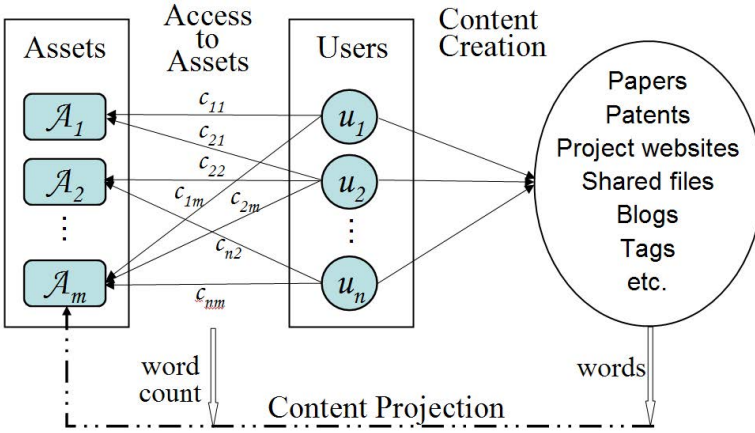 Access
to
Assets
Content
Creation
Assets
Users
A1
A2
⋮
Am
c11
c21
c22
c1m
c2m
cn2
cnm
u1
u2
⋮
un
Papers
Patents
Project websites
Shared files
Blogs
Tags
etc.
word
count
words
Content Projection